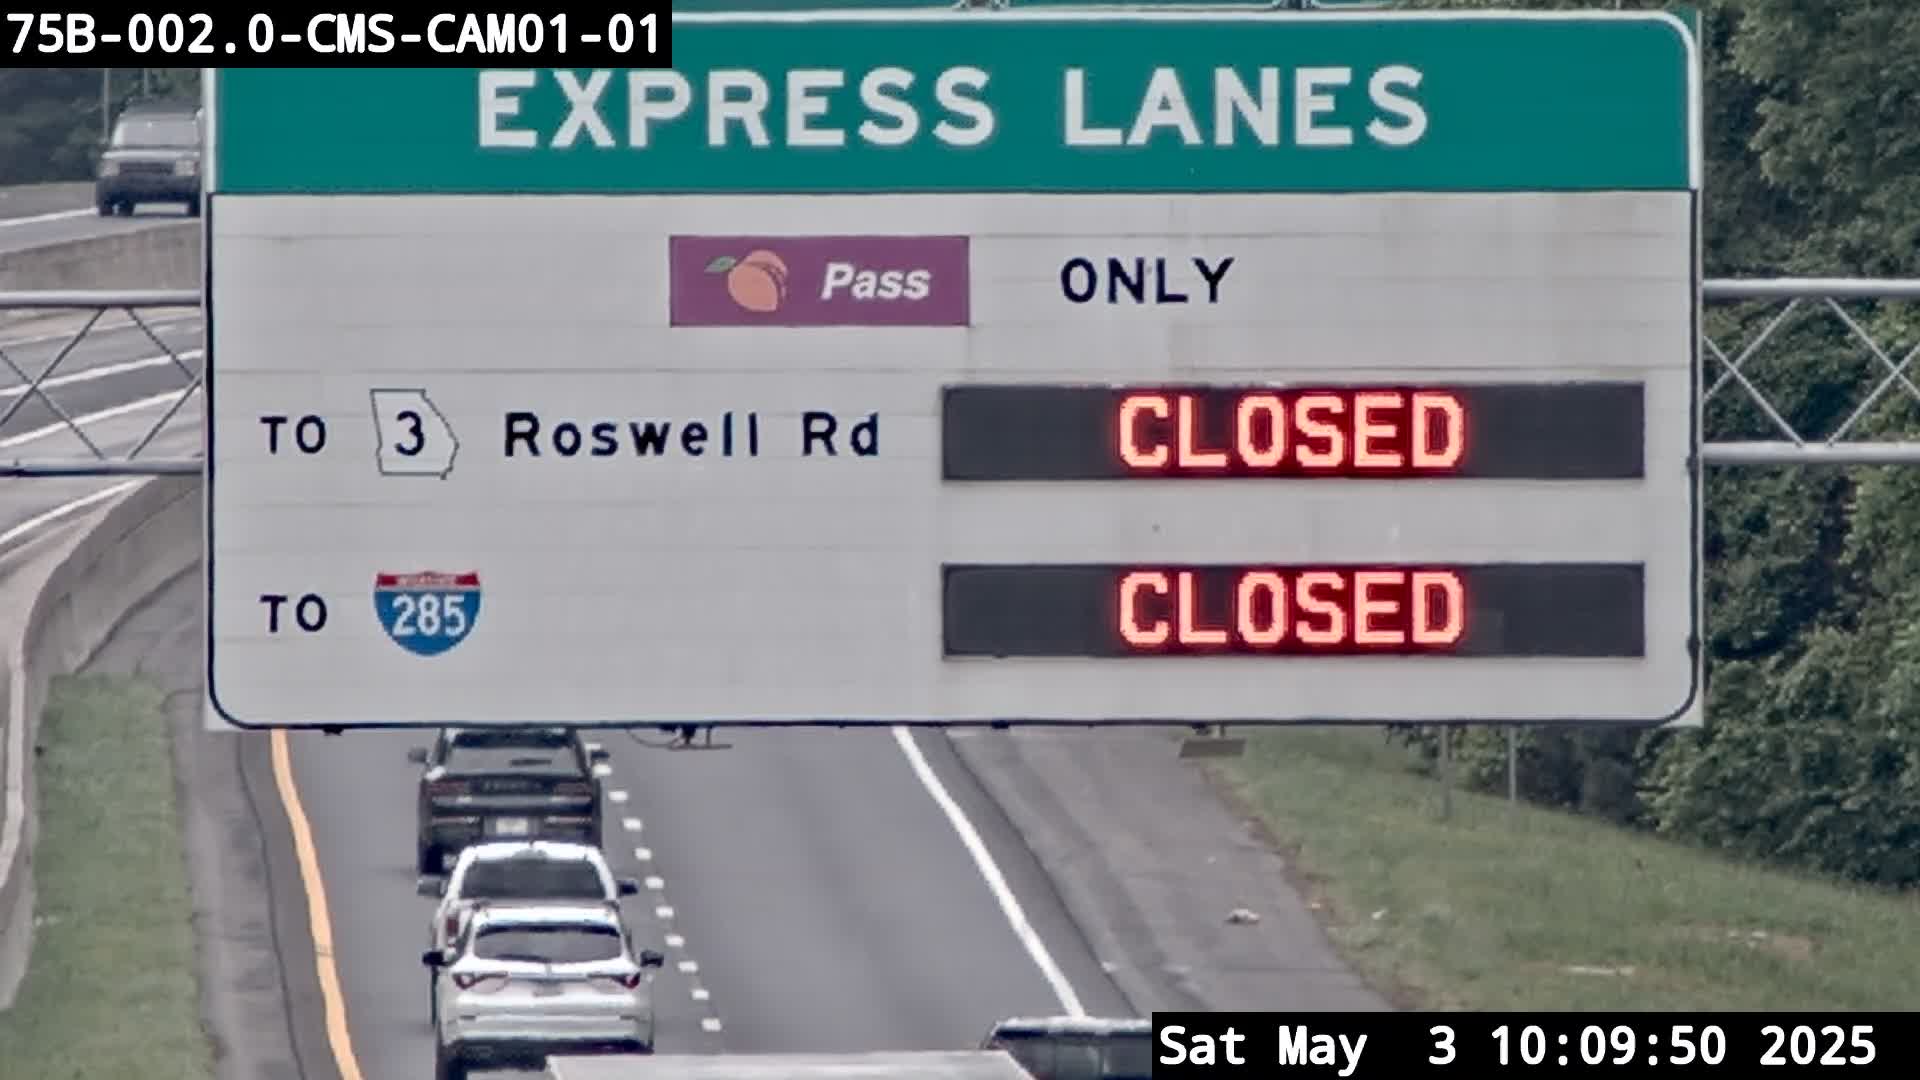 75B-002.0-CMS-CAM01-01
EXPRESS LANES
Pass ONLY
TO 3 Roswell Rd CLOSED
TO 285 CLOSED
Sat May 3 10:09:50 2025